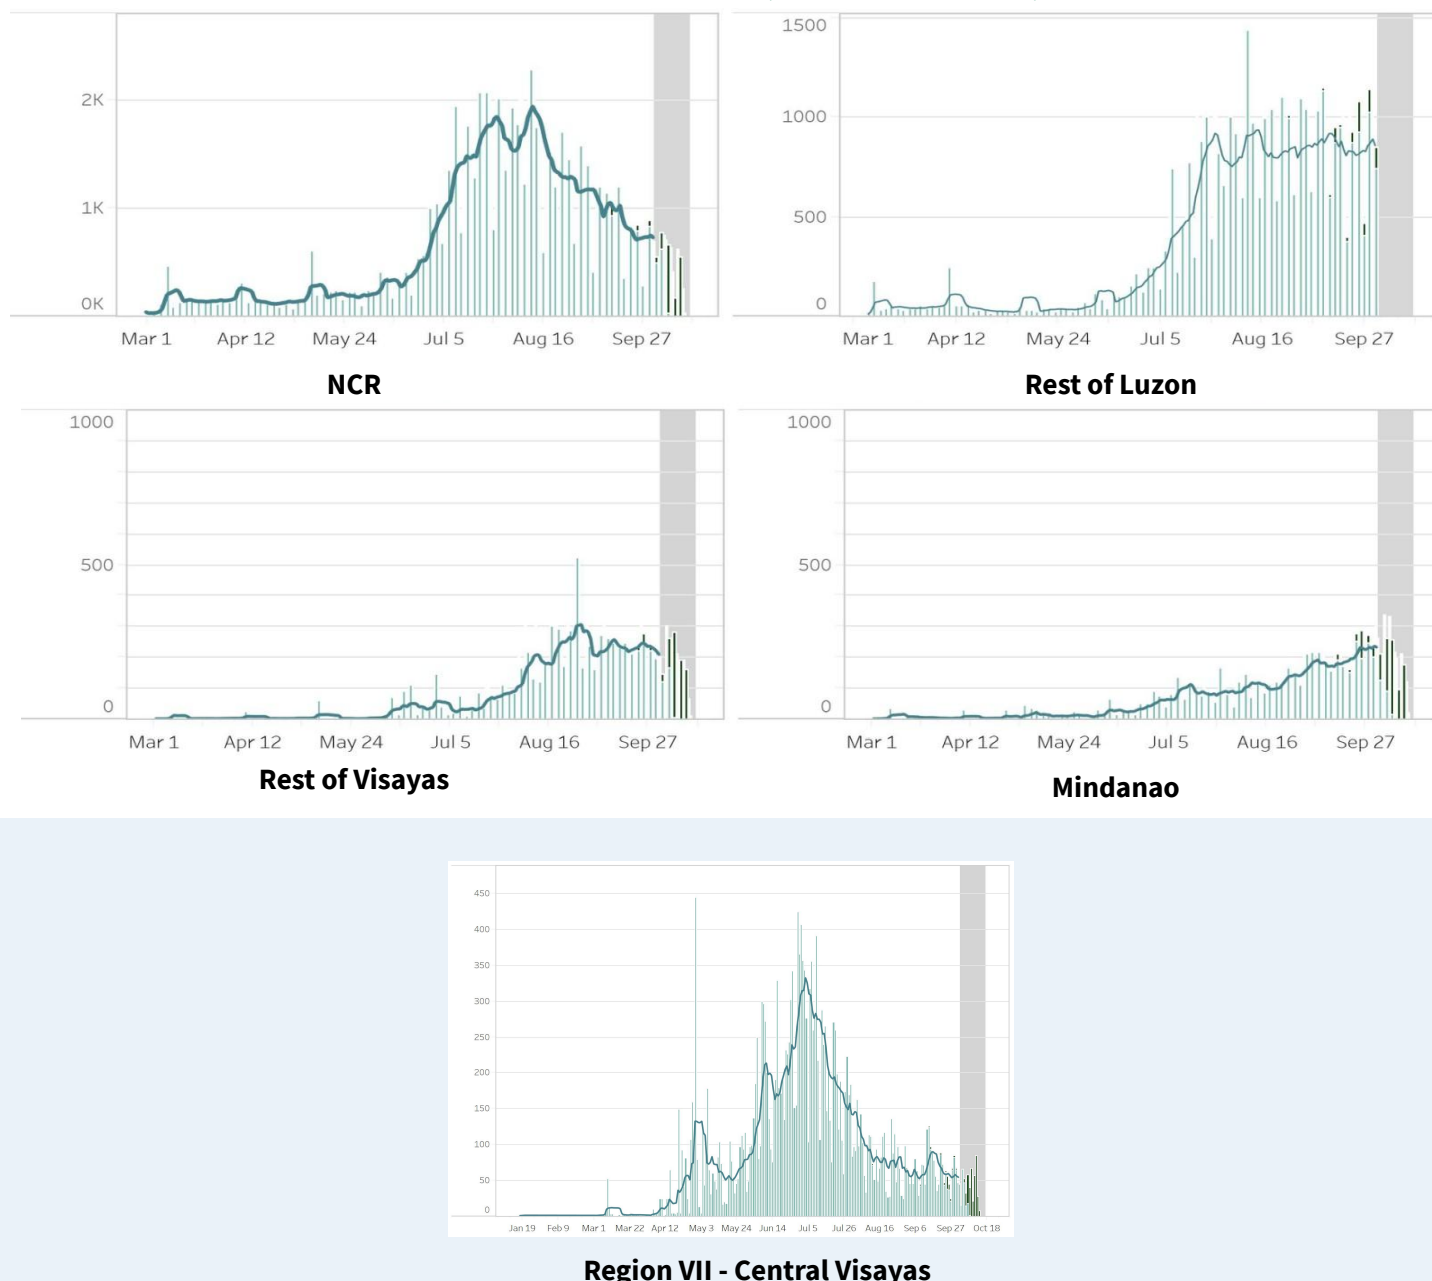 2K
1K
0K
Mar 1 Apr 12 May 24 Jul 5 Aug 16 Sep 27
NCR
1500
1000
500
0
Mar 1 Apr 12 May 24 Jul 5 Aug 16 Sep 27
Rest of Luzon
1000
500
0
Mar 1 Apr 12 May 24 Jul 5 Aug 16 Sep 27
Rest of Visayas
1000
500
0
Mar 1 Apr 12 May 24 Jul 5 Aug 16 Sep 27
Mindanao
450
400
350
300
250
200
150
100
50
0
Jan 19 Feb 9 Mar 1 Mar 22 Apr 12 May 3 May 24 Jun 14 Jul 5 Jul 26 Aug 16 Sep 6 Sep 27 Oct 18
Region VII - Central Visayas